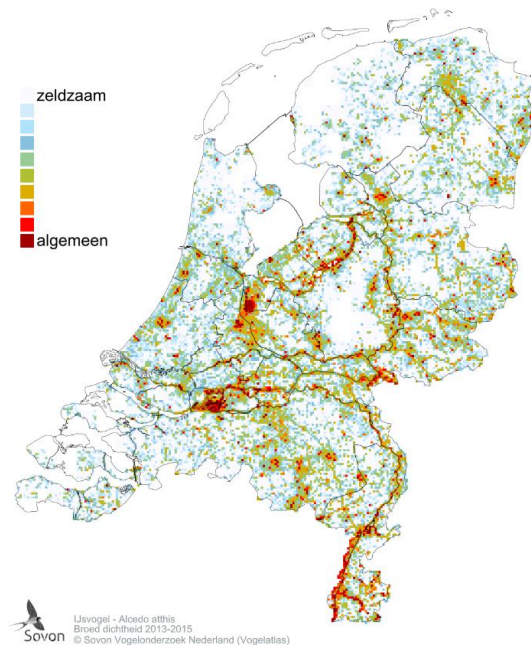 zeldzaam
algemeen
Sovon
IJsvogel - Alcedo atthis
Broed dichtheid 2013-2015
© Sovon Vogelonderzoek Nederland (Vogelatlas)